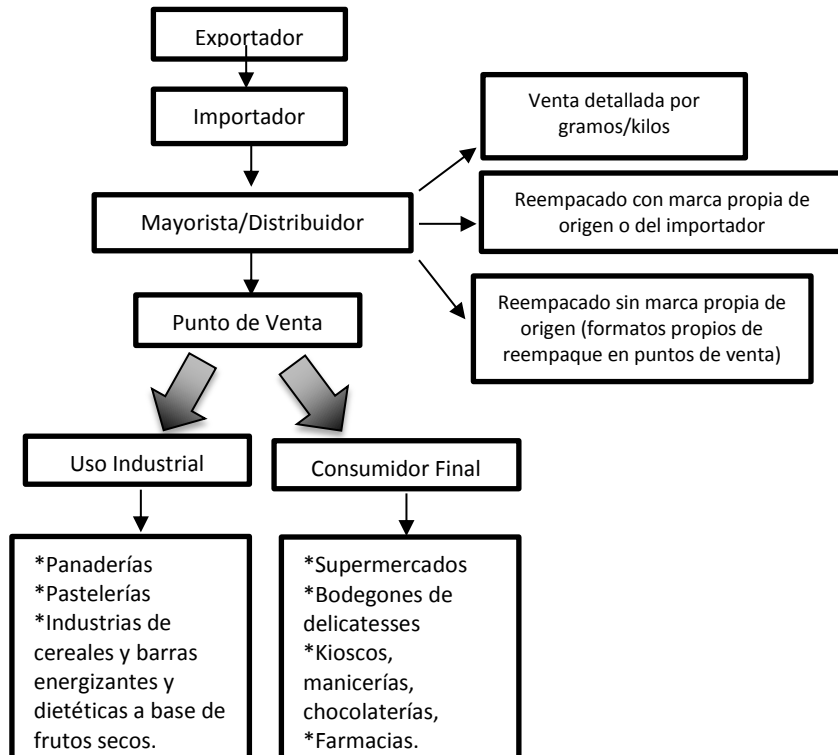 Exportador
Importador
Mayorista/Distribuidor
Punto de Venta
Venta detallada por
gramos/kilos
Reempacado con marca propia de
origen o del importador
Reempacado sin marca propia de
origen (formatos propios de
reempaque en puntos de venta)
Uso Industrial
*Panaderías
*Pastelerías
*Industrias de
cereales y barras
energizantes y
dietéticas a base de
frutos secos.
Consumidor Final
*Supermercados
*Bodegones de
delicatesses
*Kioscos,
manicerías,
chocolaterías,
*Farmacias.